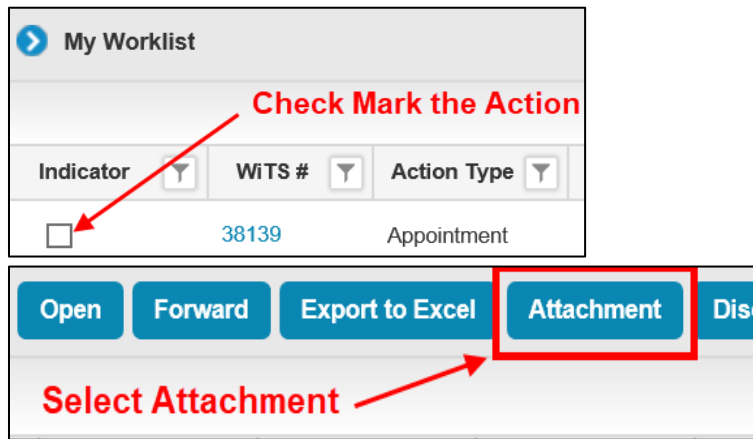 My Worklist
Check Mark the Action
Indicator WiTS # Action Type
38139 Appointment
Open Forward Export to Excel Attachment
Select Attachment